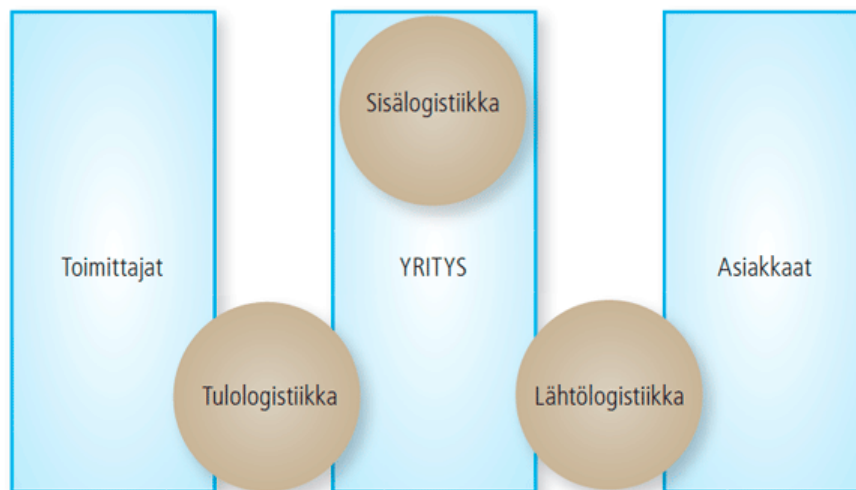 Sisälogistiikka
Toimittajat
YRITYS
Asiakkaat
Tulologistiikka
Lähtölogistiikka